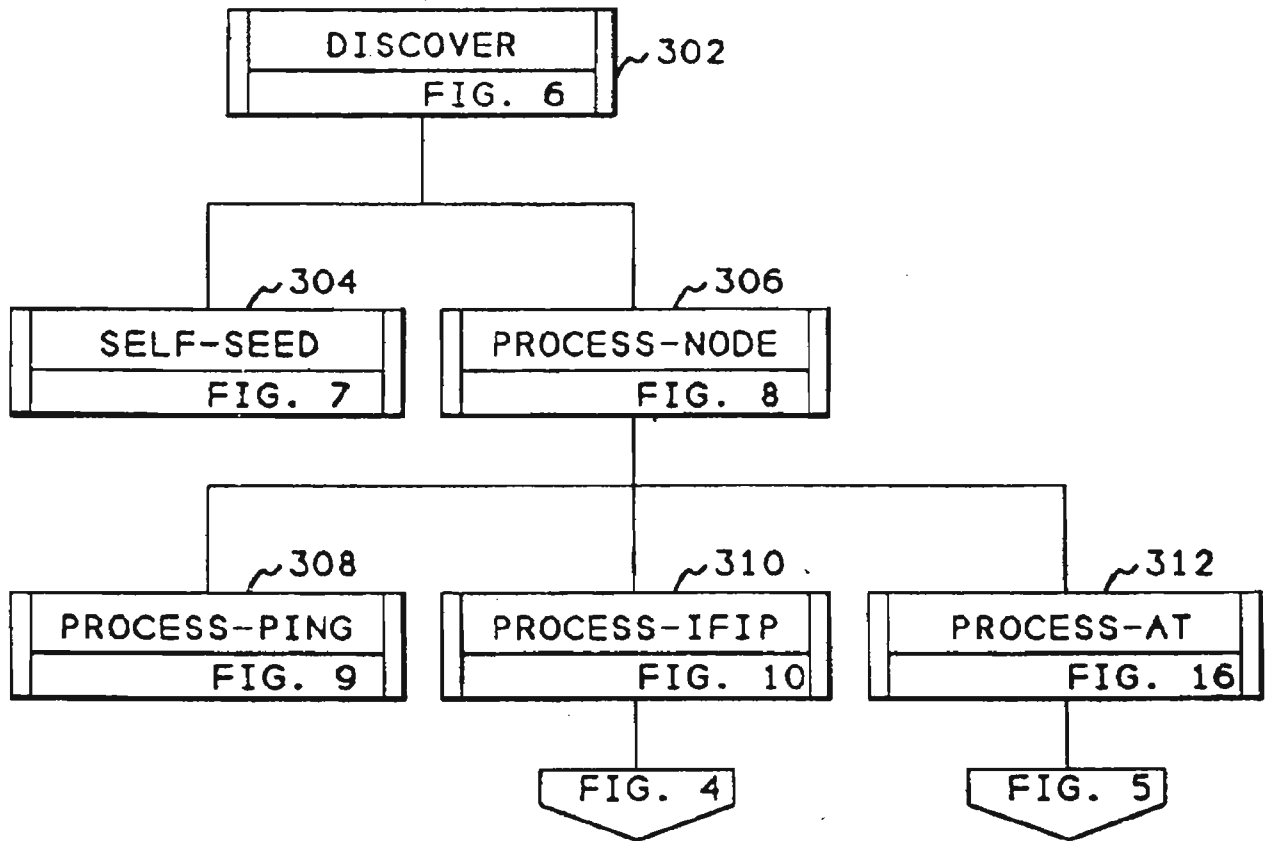 DISCOVER
302
FIG. 6
304
306
SELF-SEED
PROCESS-NODE
FIG. 7
FIG. 8
308
310
312
PROCESS-PING
PROCESS-IFIP
PROCESS-AT
FIG. 9
FIG. 10
FIG. 16
FIG. 4
FIG. 5